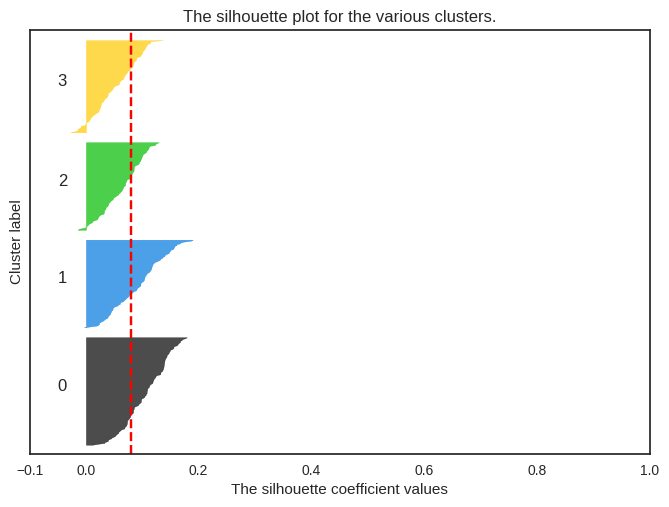 The silhouette plot for the various clusters.
3
2
1
0
Cluster label
−0.1 0.0 0.2 0.4 0.6 0.8 1.0
The silhouette coefficient values